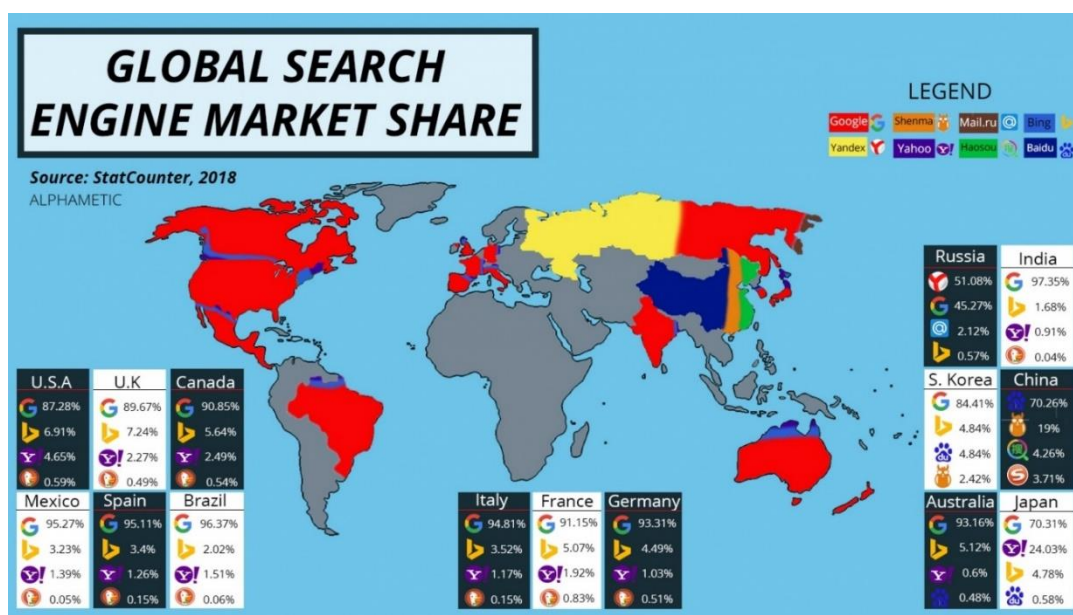 GLOBAL SEARCH
ENGINE MARKET SHARE
Source: StatCounter, 2018
ALPHAMETIC
LEGEND
Google Shenma Mail.ru Bing
Yandex Yahoo Haosou Baidu
Russia
51.08%
45.27%
2.12%
0.57%
India
97.35%
1.68%
0.91%
0.04%
U.S.A
87.28%
6.91%
4.65%
0.59%
U.K
89.67%
7.24%
2.27%
0.49%
Canada
90.85%
5.64%
2.49%
0.54%
S. Korea
84.41%
4.84%
4.84%
2.42%
China
70.26%
19%
4.26%
3.71%
Mexico
95.27%
3.23%
1.39%
0.05%
Spain
95.11%
3.4%
1.26%
0.15%
Brazil
96.37%
2.02%
1.51%
0.06%
Italy
94.81%
3.52%
1.17%
0.15%
France
91.15%
5.07%
1.92%
0.83%
Germany
93.31%
4.49%
1.03%
0.51%
Australia
93.16%
5.12%
0.6%
0.48%
Japan
70.31%
24.03%
4.78%
0.58%